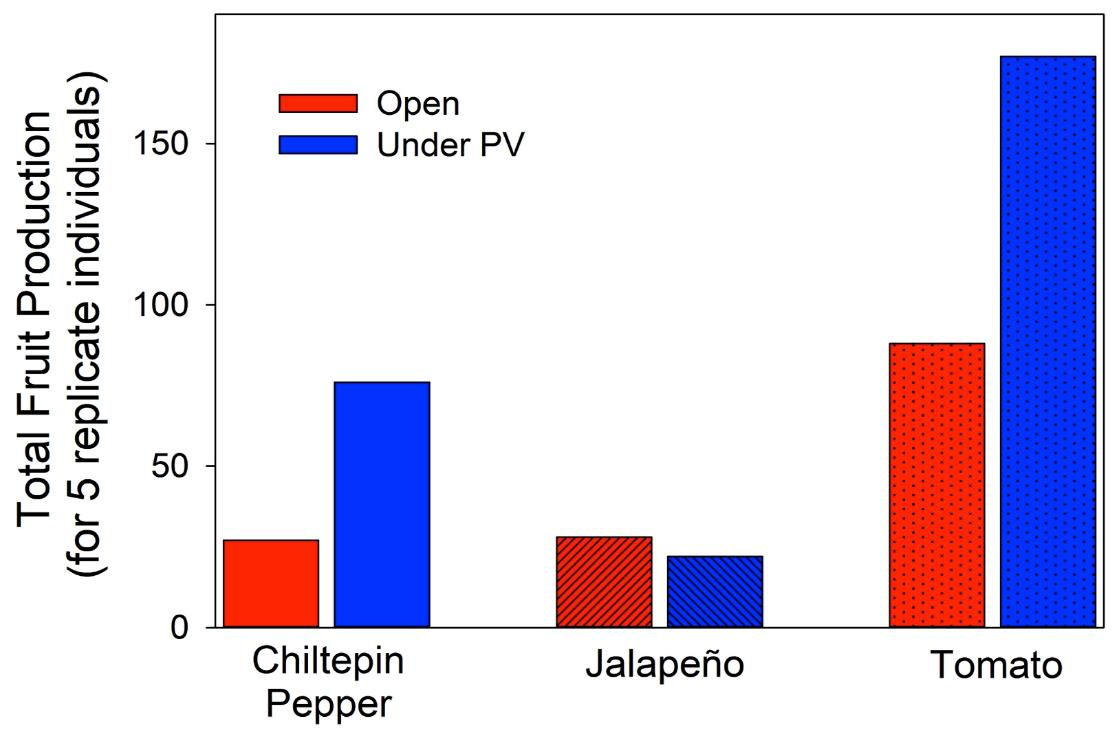 Total Fruit Production
(for 5 replicate individuals)
150
100
50
0
Open
Under PV
Chiltepin
Pepper
Jalapeño
Tomato